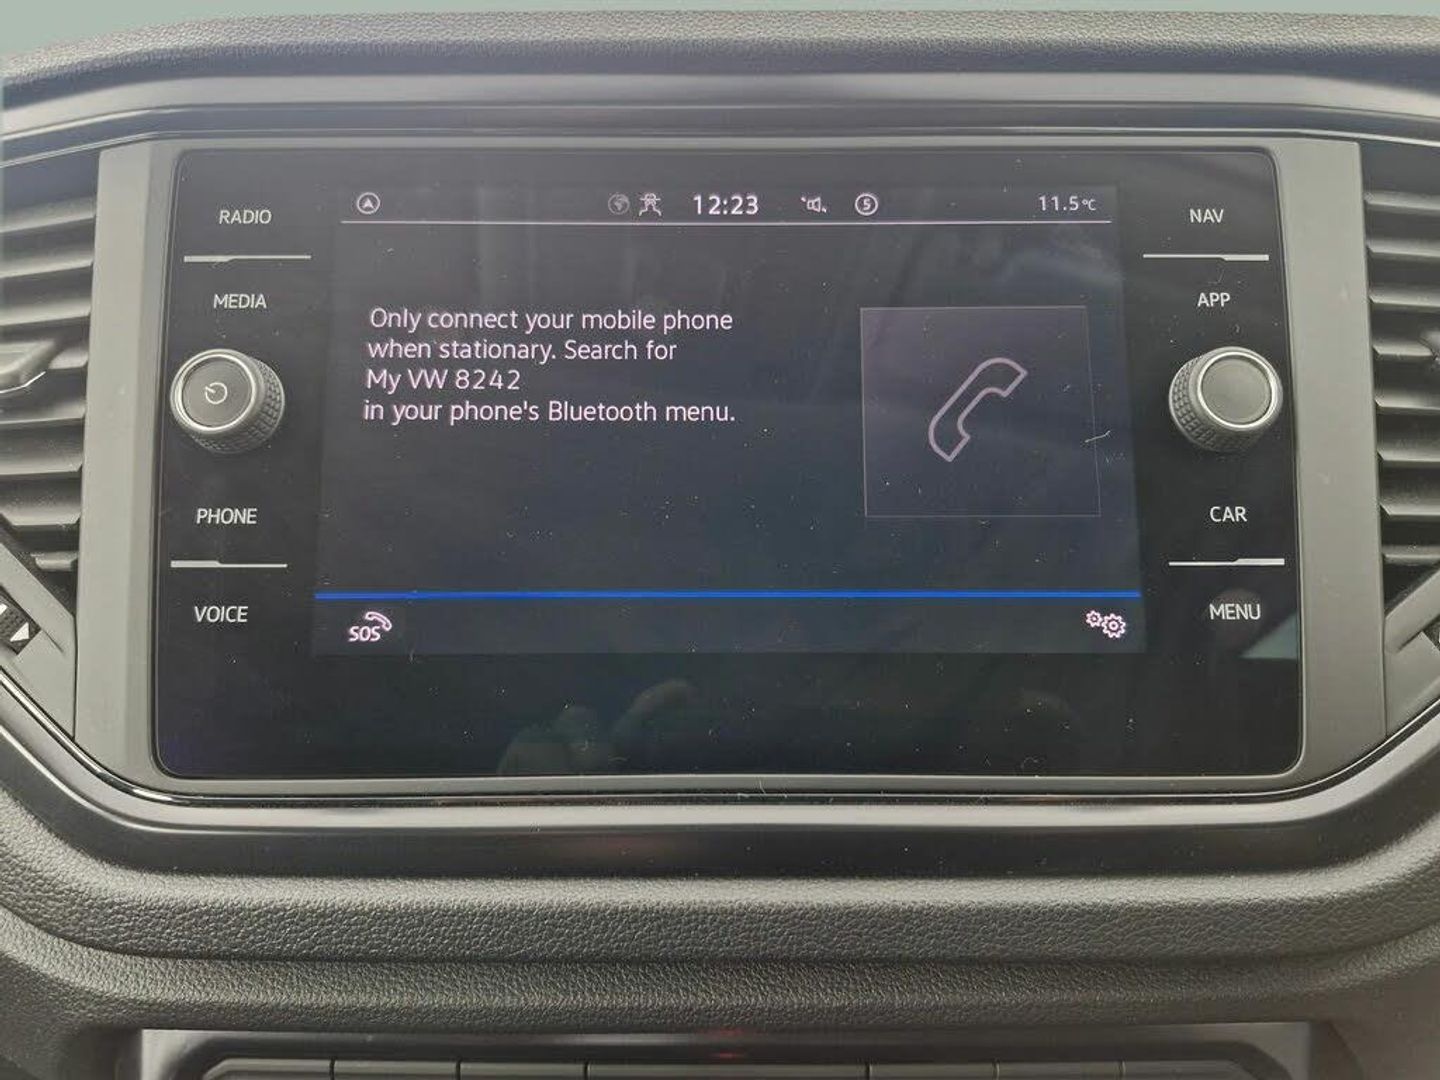 RADIO
MEDIA
PHONE
VOICE
12:23
S
11.5°C
Only connect your mobile phone
when stationary. Search for
My VW 8242
in your phone's Bluetooth menu.
SOS
NAV
APP
CAR
MENU